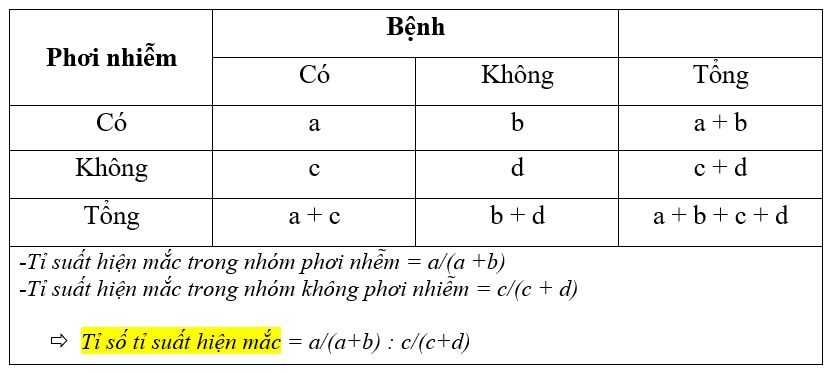 Phơi nhiễm Bệnh
Có Không Tổng
Có a b a + b
Không c d c + d
Tổng a + c b + d a + b + c + d
-Tỉ suất hiện mắc trong nhóm phơi nhễm = a/(a +b)
-Tỉ suất hiện mắc trong nhóm không phơi nhiễm = c/(c + d)
⇨ Tỉ số tỉ suất hiện mắc = a/(a+b) : c/(c+d)